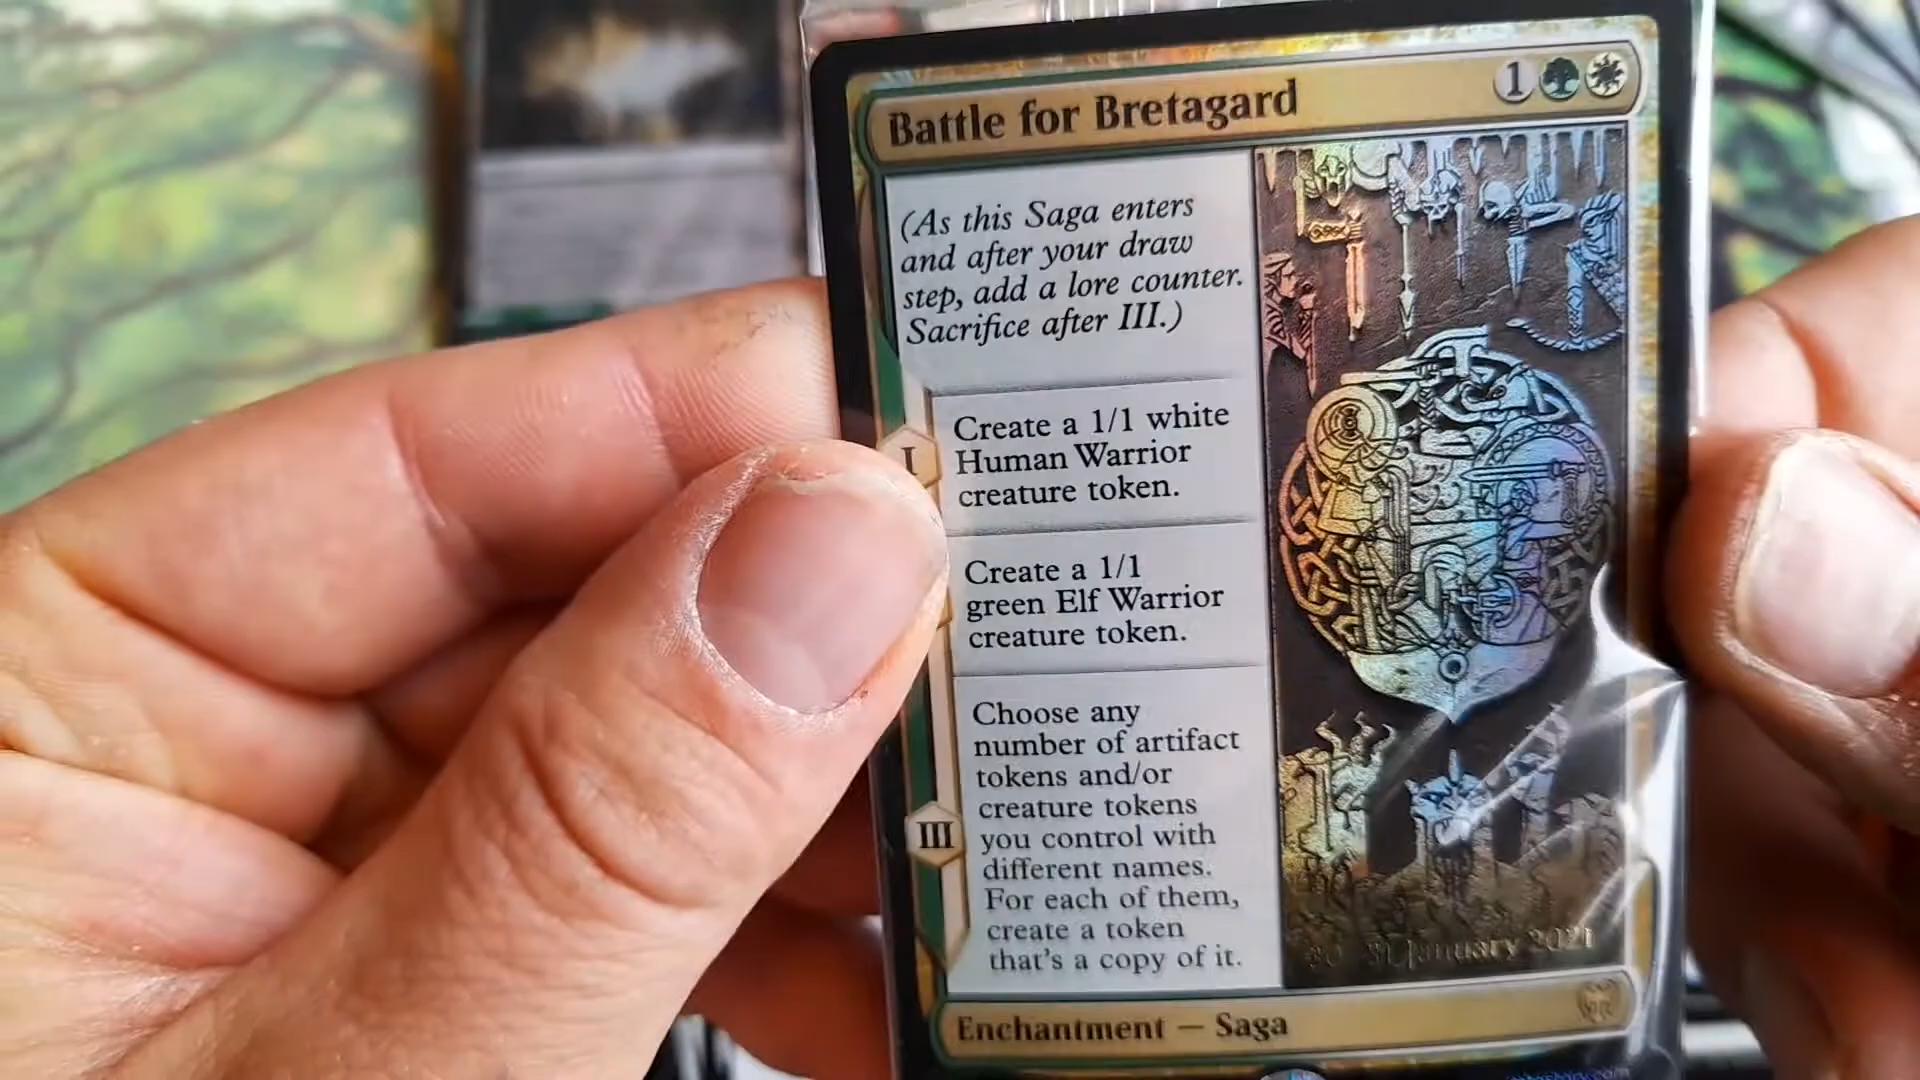 Battle for Bretagard
1
(As this Saga enters
and after your draw
step, add a lore counter.
Sacrifice after III.)
I
Create a 1/1 white
Human Warrior
creature token.
Create a 1/1
green Elf Warrior
creature token.
III
Choose any
number of artifact
tokens and/or
creature tokens
you control with
different names.
For each of them,
create a token
that's a copy of it.
30 31 January 2021
Enchantment — Saga